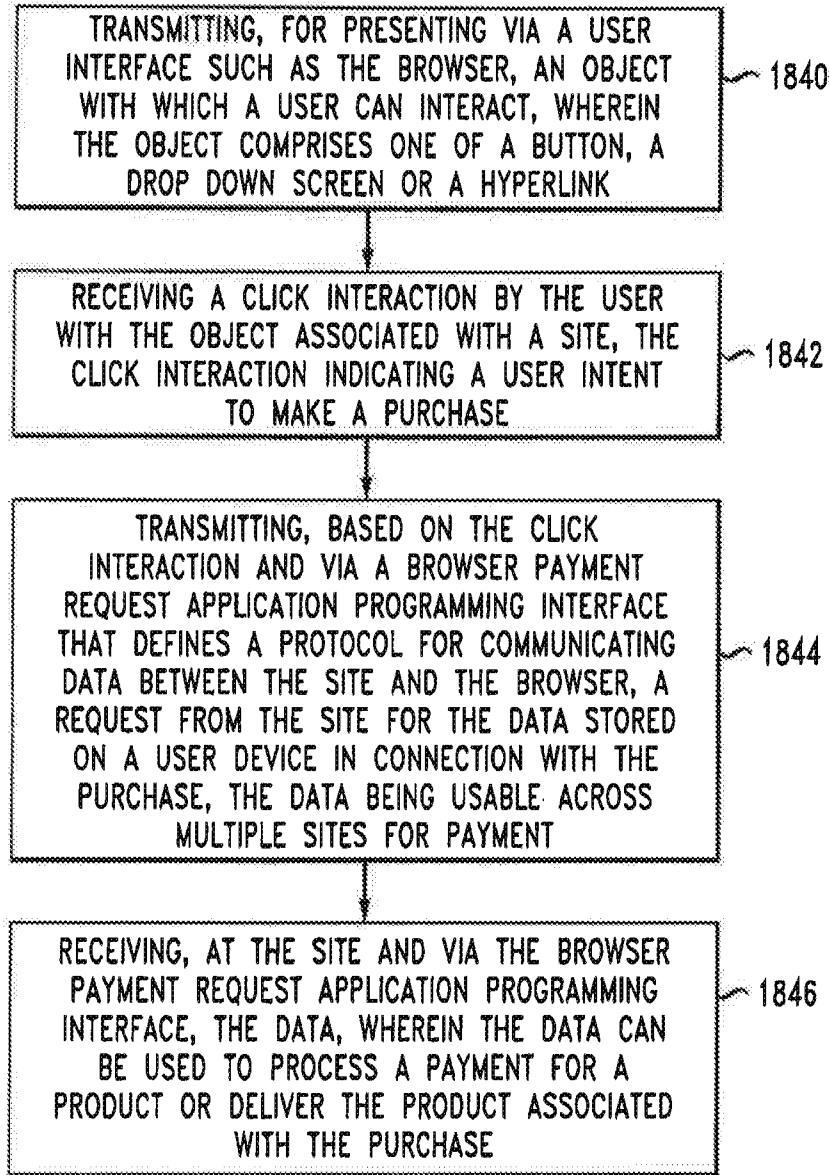 TRANSMITTING, FOR PRESENTING VIA A USER
INTERFACE SUCH AS THE BROWSER, AN OBJECT
WITH WHICH A USER CAN INTERACT, WHEREIN
THE OBJECT COMPRISES ONE OF A BUTTON, A
DROP DOWN SCREEN OR A HYPERLINK
1840
RECEIVING A CLICK INTERACTION BY THE USER
WITH THE OBJECT ASSOCIATED WITH A SITE, THE
CLICK INTERACTION INDICATING A USER INTENT
TO MAKE A PURCHASE
1842
TRANSMITTING, BASED ON THE CLICK
INTERACTION AND VIA A BROWSER PAYMENT
REQUEST APPLICATION PROGRAMMING INTERFACE
THAT DEFINES A PROTOCOL FOR COMMUNICATING
DATA BETWEEN THE SITE AND THE BROWSER, A
REQUEST FROM THE SITE FOR THE DATA STORED
ON A USER DEVICE IN CONNECTION WITH THE
PURCHASE, THE DATA BEING USABLE ACROSS
MULTIPLE SITES FOR PAYMENT
1844
RECEIVING, AT THE SITE AND VIA THE BROWSER
PAYMENT REQUEST APPLICATION PROGRAMMING
INTERFACE, THE DATA, WHEREIN THE DATA CAN
BE USED TO PROCESS A PAYMENT FOR A
PRODUCT OR DELIVER THE PRODUCT ASSOCIATED
WITH THE PURCHASE
1846